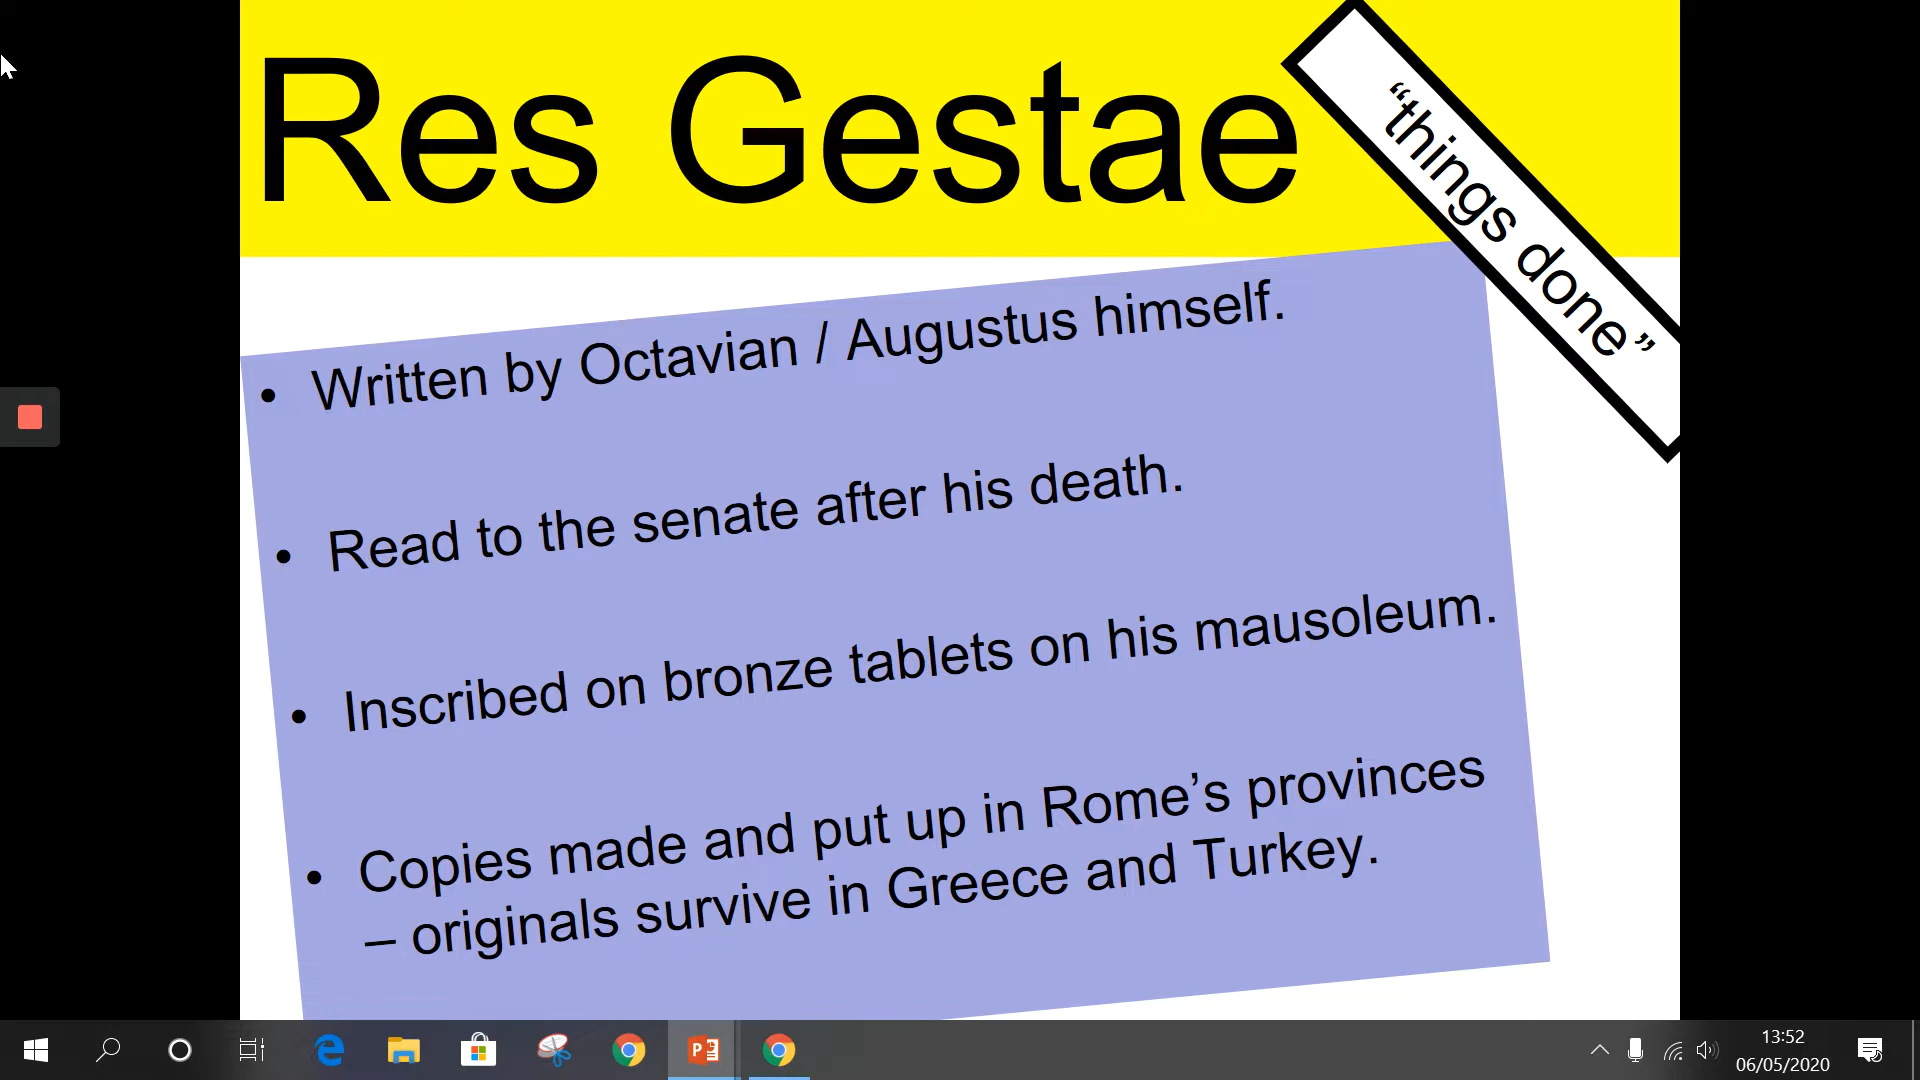 Res Gestae
“things done”
• Written by Octavian / Augustus himself.
• Read to the senate after his death.
• Inscribed on bronze tablets on his mausoleum.
• Copies made and put up in Rome’s provinces
– originals survive in Greece and Turkey.
13:52
06/05/2020